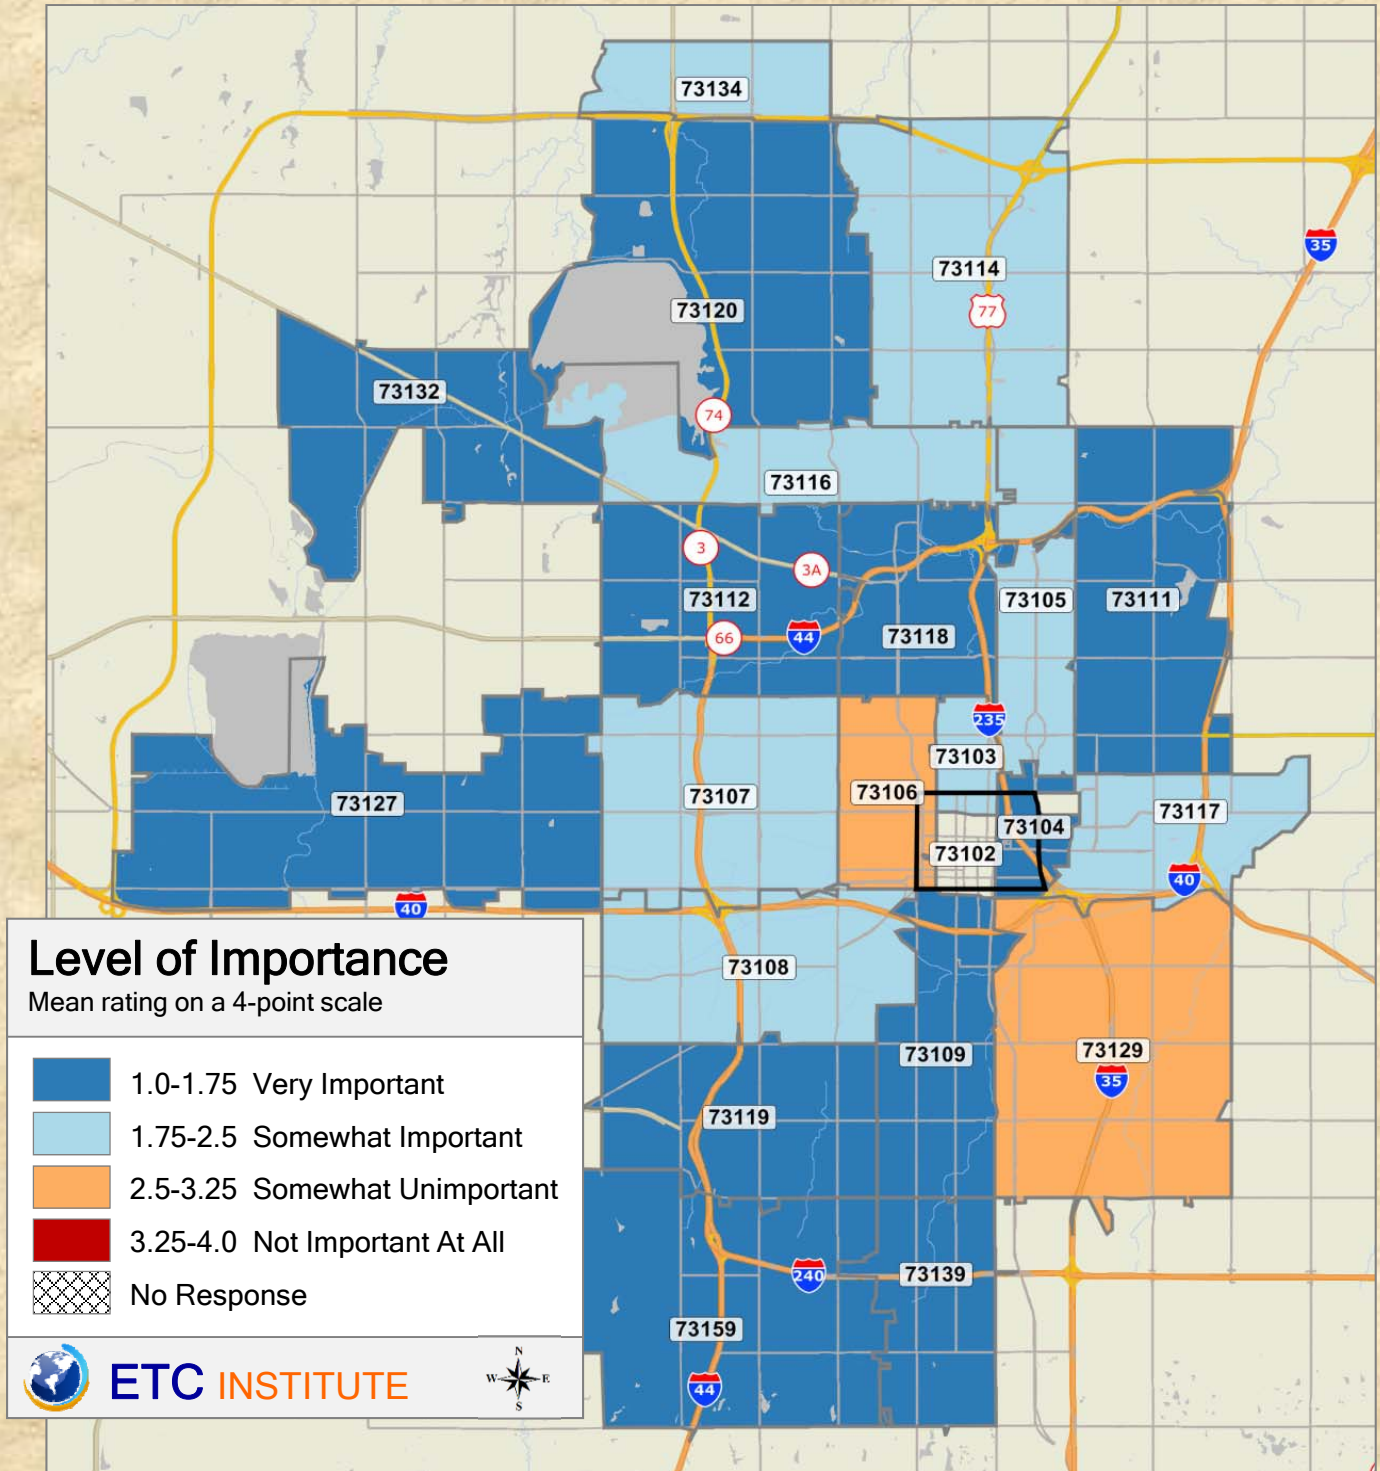 73134
35
73114
77
73120
73132
74
73116
3
3A
73112
73105
73111
66
44
73118
235
73103
73107
73106
73127
73117
73104
73102
40
40
73108
73109
73129
35
73119
240
73139
73159
44
Level of Importance
Mean rating on a 4-point scale
1.0-1.75 Very Important
1.75-2.5 Somewhat Important
2.5-3.25 Somewhat Unimportant
3.25-4.0 Not Important At All
No Response
ETC INSTITUTE
N
W E
S